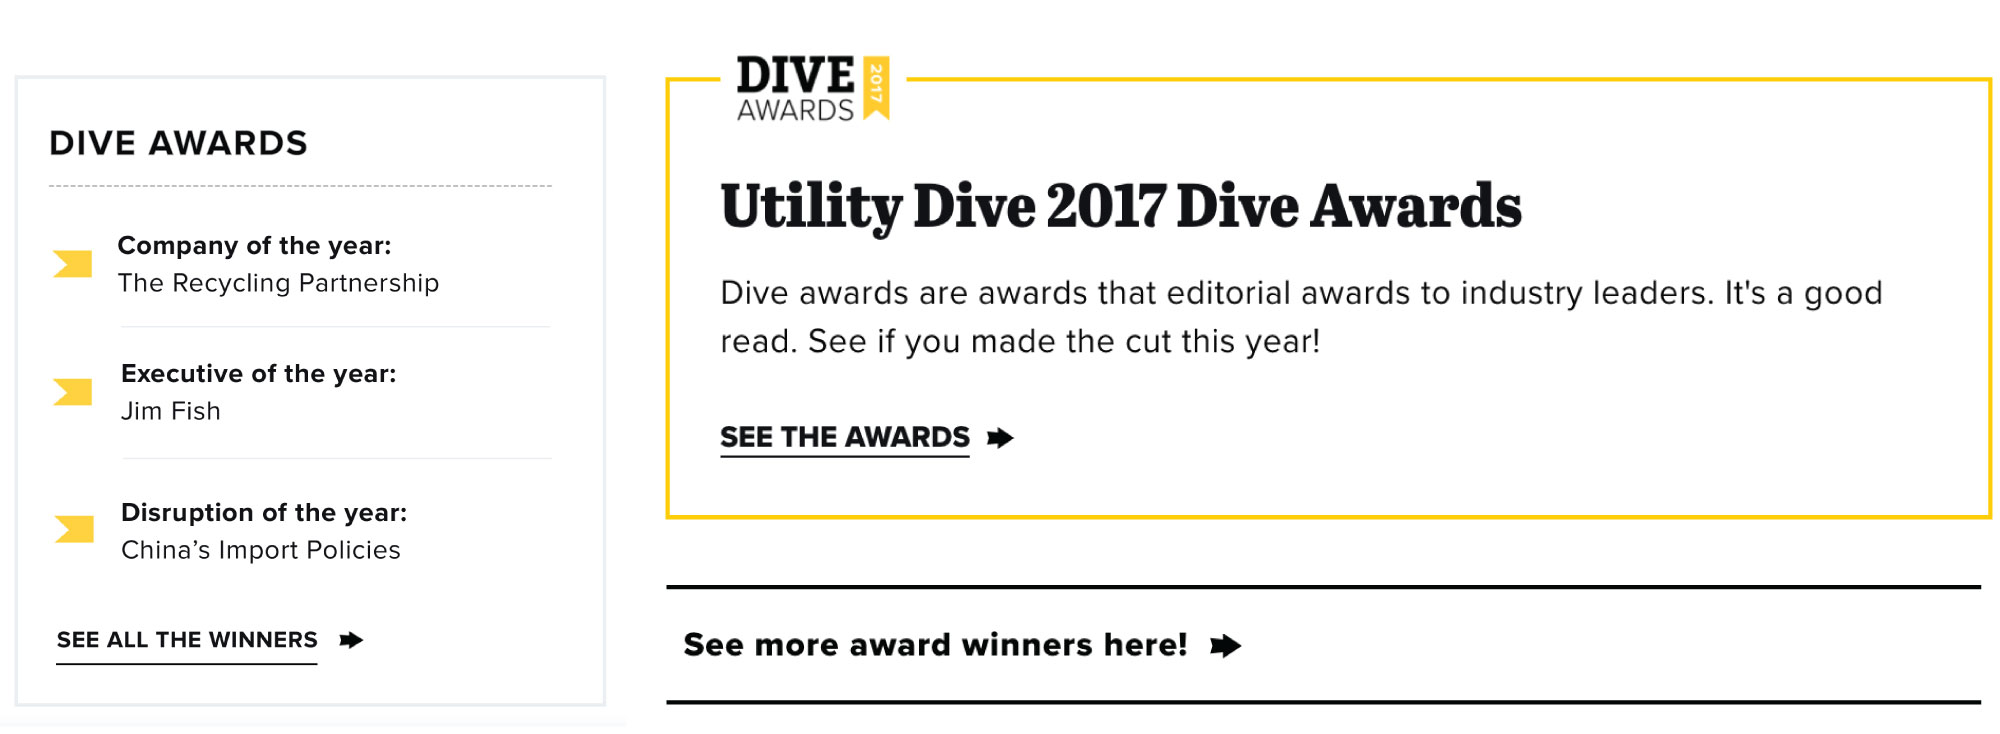 DIVE AWARDS
Company of the year:
The Recycling Partnership
Executive of the year:
Jim Fish
Disruption of the year:
China’s Import Policies
SEE ALL THE WINNERS
DIVE
AWARDS
2017
Utility Dive 2017 Dive Awards
Dive awards are awards that editorial awards to industry leaders. It's a good
read. See if you made the cut this year!
SEE THE AWARDS
See more award winners here!